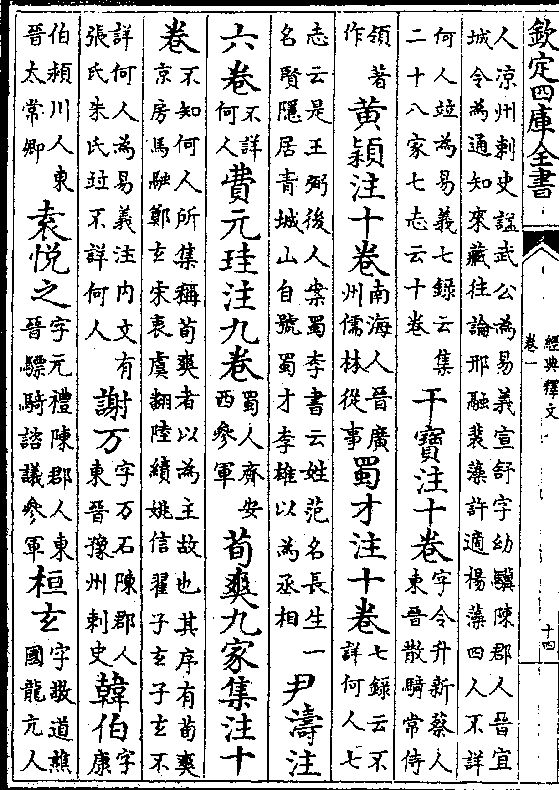 欽定四庫全書
經典釋文
卷一
十四
人涼州刺史諡武公為易義宣舒字幼驥陳郡人晉宜
城令為通知來藏往論邢融裴藻許適楊藻四人不詳
何人竝為易義七録云集
二十八家七志云十卷
干寶注十卷
字令升新蔡人
東晉散騎常侍
領著
作
黄頴注十卷
南海人晉廣
州儒林從事
蜀才注十卷
七録云不
詳何人七
志云是王弼後人案蜀李書云姓范名長生一
名賢隠居青城山自號蜀才李雄以為丞相
尹濤注
六卷
不詳
何人
費元珪注九卷
蜀人齊安
西參軍
荀爽九家集注十
卷
不知何人所集稱荀爽者以為主故也其序有荀爽
京房馬融鄭玄宋衷虞翻陸績姚信翟子玄子玄不
詳何人為易義注内又有
張氏朱氏竝不詳何人
謝万
字万石陳郡人
東晉豫州刺史
韓伯
字
康
伯潁川人東
晉太常卿
袁悦之
字元禮陳郡人東
晉驃騎諮議參軍
桓玄
字敬道譙
國龍亢人